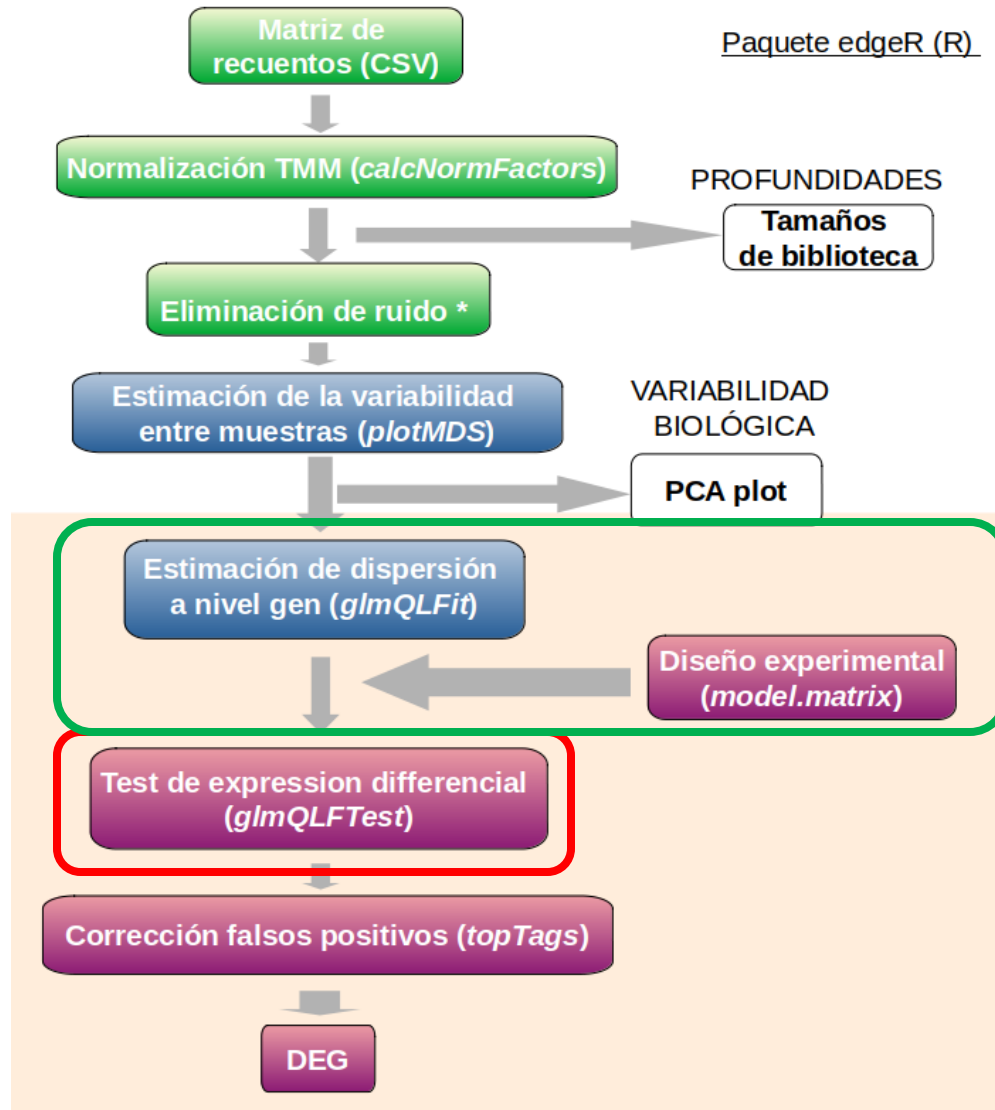 Matriz de
recuentos (CSV)
Paquete edgeR (R)
Normalización TMM (calcNormFactors)
PROFUNDIDADES
Tamaños
de biblioteca
Eliminación de ruido *
Estimación de la variabilidad
entre muestras (plotMDS)
VARIABILIDAD
BIOLÓGICA
PCA plot
Estimación de dispersión
a nivel gen (glmQLFit)
Diseño experimental
(model.matrix)
Test de expression differencial
(glmQLFTest)
Corrección falsos positivos (topTags)
DEG